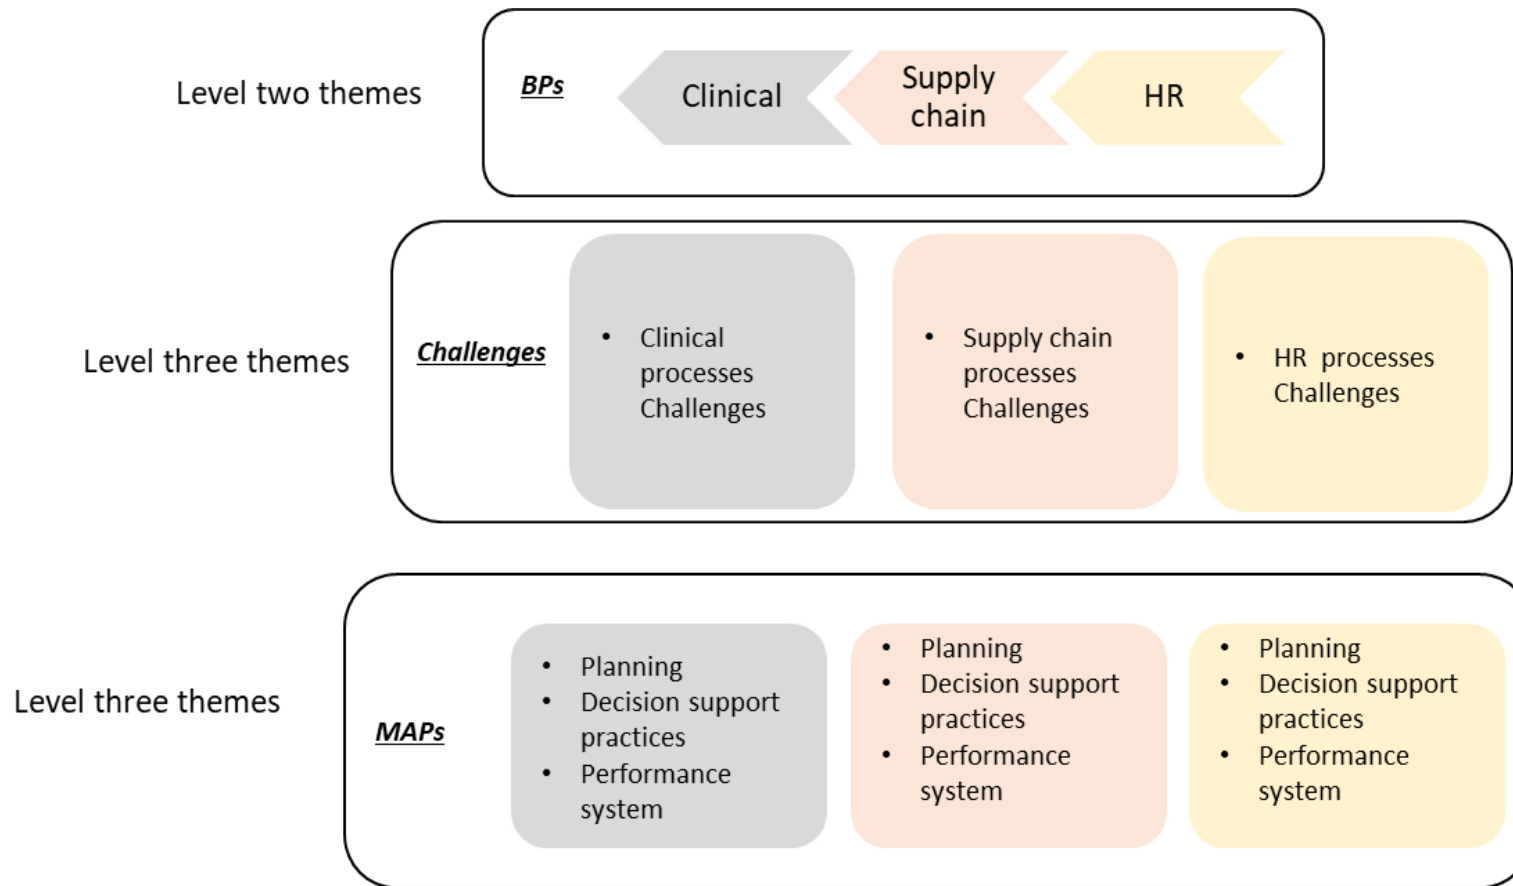 Level two themes
BPs
Clinical
Supply
chain
HR
Level three themes
Challenges
• Clinical
processes
Challenges
• Supply chain
processes
Challenges
• HR processes
Challenges
Level three themes
MAPs
• Planning
• Decision support
practices
• Performance
system
• Planning
• Decision support
practices
• Performance
system
• Planning
• Decision support
practices
• Performance
system